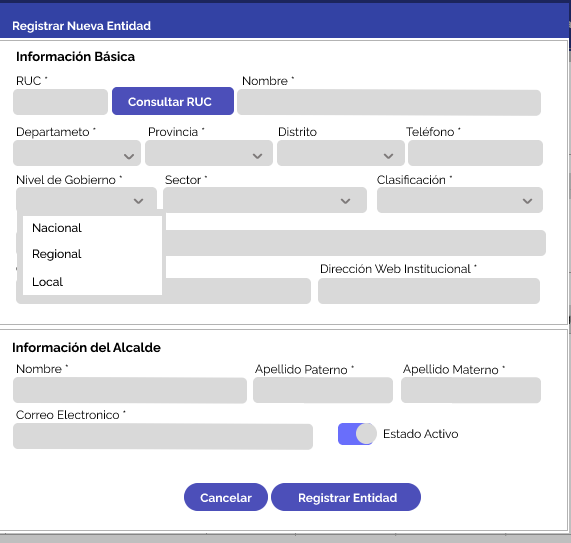 Registrar Nueva Entidad
Información Básica
RUC *
Nombre *
Consultar RUC
Departameto * Provincia * Distrito Teléfono *
Nivel de Gobierno * Sector * Clasificación *
Nacional
Regional
Local
Dirección Web Institucional *
Información del Alcalde
Nombre * Apellido Paterno * Apellido Materno *
Correo Electronico *
Estado Activo
Cancelar Registrar Entidad